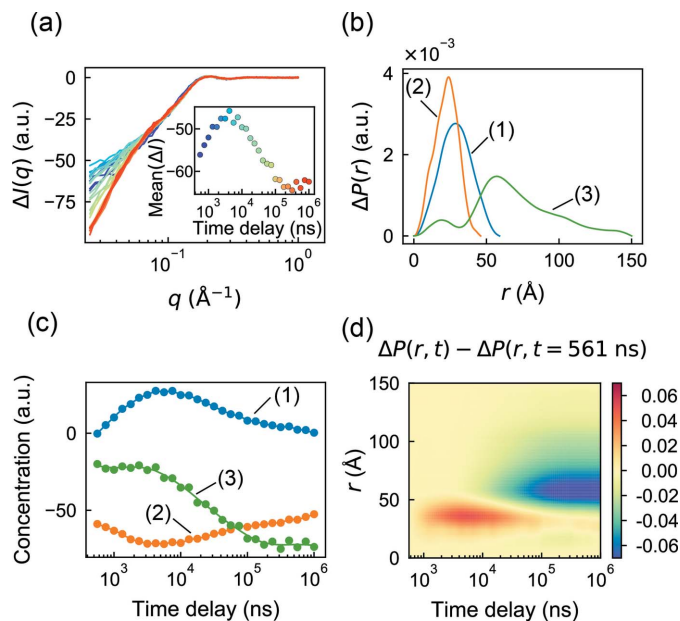 (a)
ΔI(q) (a.u.)
0
−25
−50
−75
Mean(ΔI)
−50
−60
10³ 10⁴ 10⁵ 10⁶
Time delay (ns)
10⁻¹ 10⁰
q (Å⁻¹)
(b)
×10⁻³
ΔP(r) (a.u.)
4
2
0
(2)
(1)
(3)
0 50 100 150
r (Å)
(c)
Concentration (a.u.)
0
−50
(1)
(3)
(2)
10³ 10⁴ 10⁵ 10⁶
Time delay (ns)
(d)
ΔP(r, t) − ΔP(r, t = 561 ns)
r (Å)
150
100
50
0
10³ 10⁴ 10⁵ 10⁶
Time delay (ns)
0.06
0.04
0.02
0.00
−0.02
−0.04
−0.06